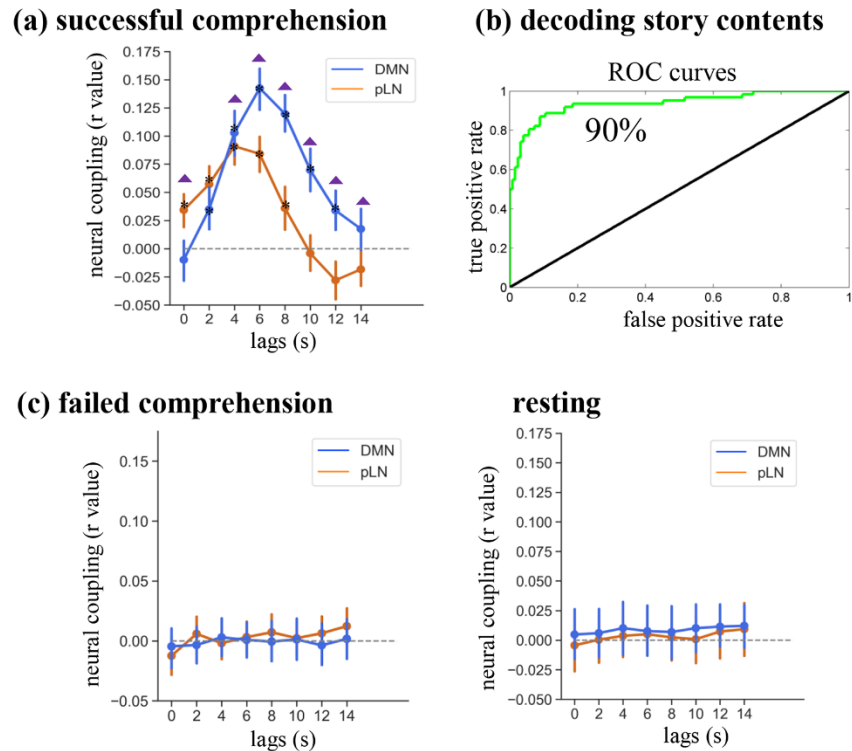 (a) successful comprehension
0.175
0.150
0.125
0.100
0.075
0.050
0.025
0.000
−0.025
−0.050
neural coupling (r value)
DMN
pLN
0 2 4 6 8 10 12 14
lags (s)
(b) decoding story contents
ROC curves
90%
1
0.8
0.6
0.4
0.2
0
true positive rate
0 0.2 0.4 0.6 0.8 1
false positive rate
(c) failed comprehension
0.15
0.10
0.05
0.00
−0.05
neural coupling (r value)
DMN
pLN
0 2 4 6 8 10 12 14
lags (s)
resting
0.175
0.150
0.125
0.100
0.075
0.050
0.025
0.000
−0.025
−0.050
neural coupling (r value)
DMN
pLN
0 2 4 6 8 10 12 14
lags (s)